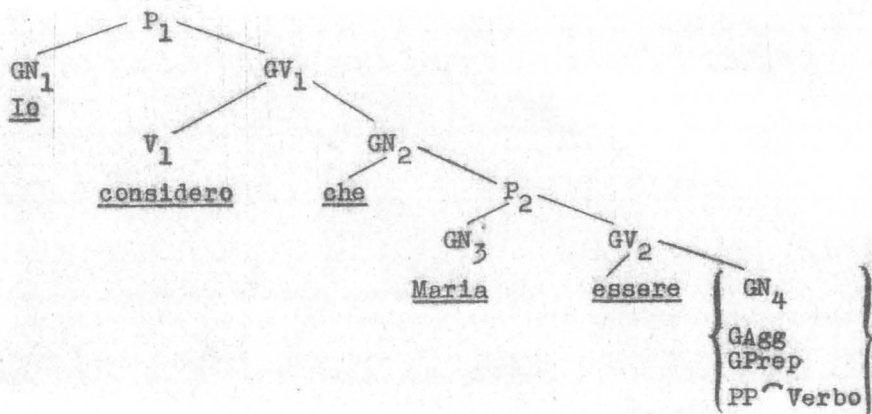 P1
GN1 GV1
Io
V1 GN2
considero che P2
GN3 GV2
Maria essere GN4
GAgg
GPrep
PP⁀Verbo